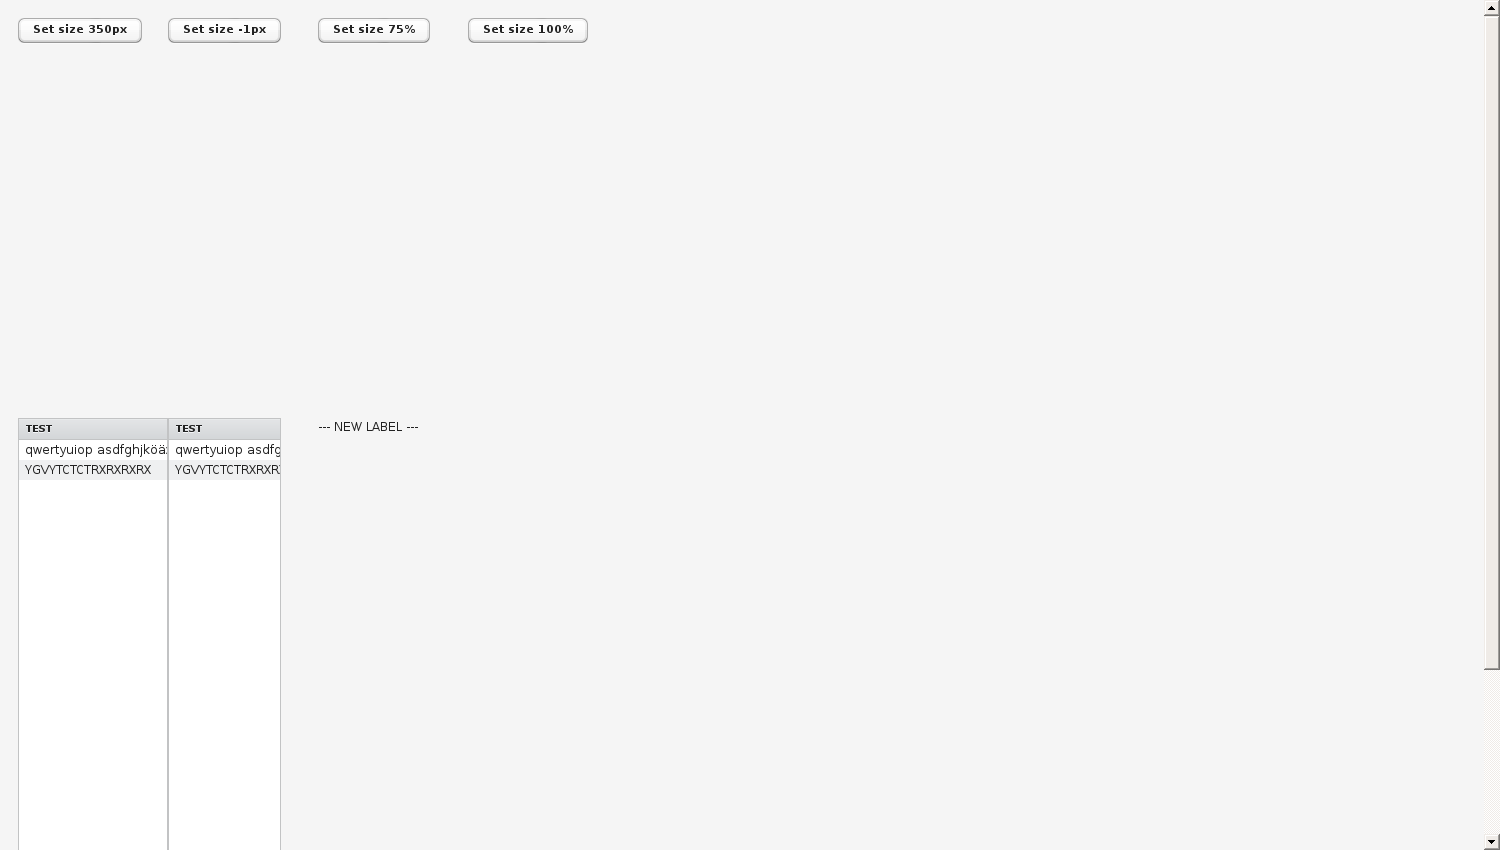 Set size 350px Set size -1px Set size 75% Set size 100%
TEST TEST --- NEW LABEL ---
qwertyuiop asdfghjköä qwertyuiop asdfg
YGVYTCTCTRXRXRXRX YGVYTCTCTRXRXR